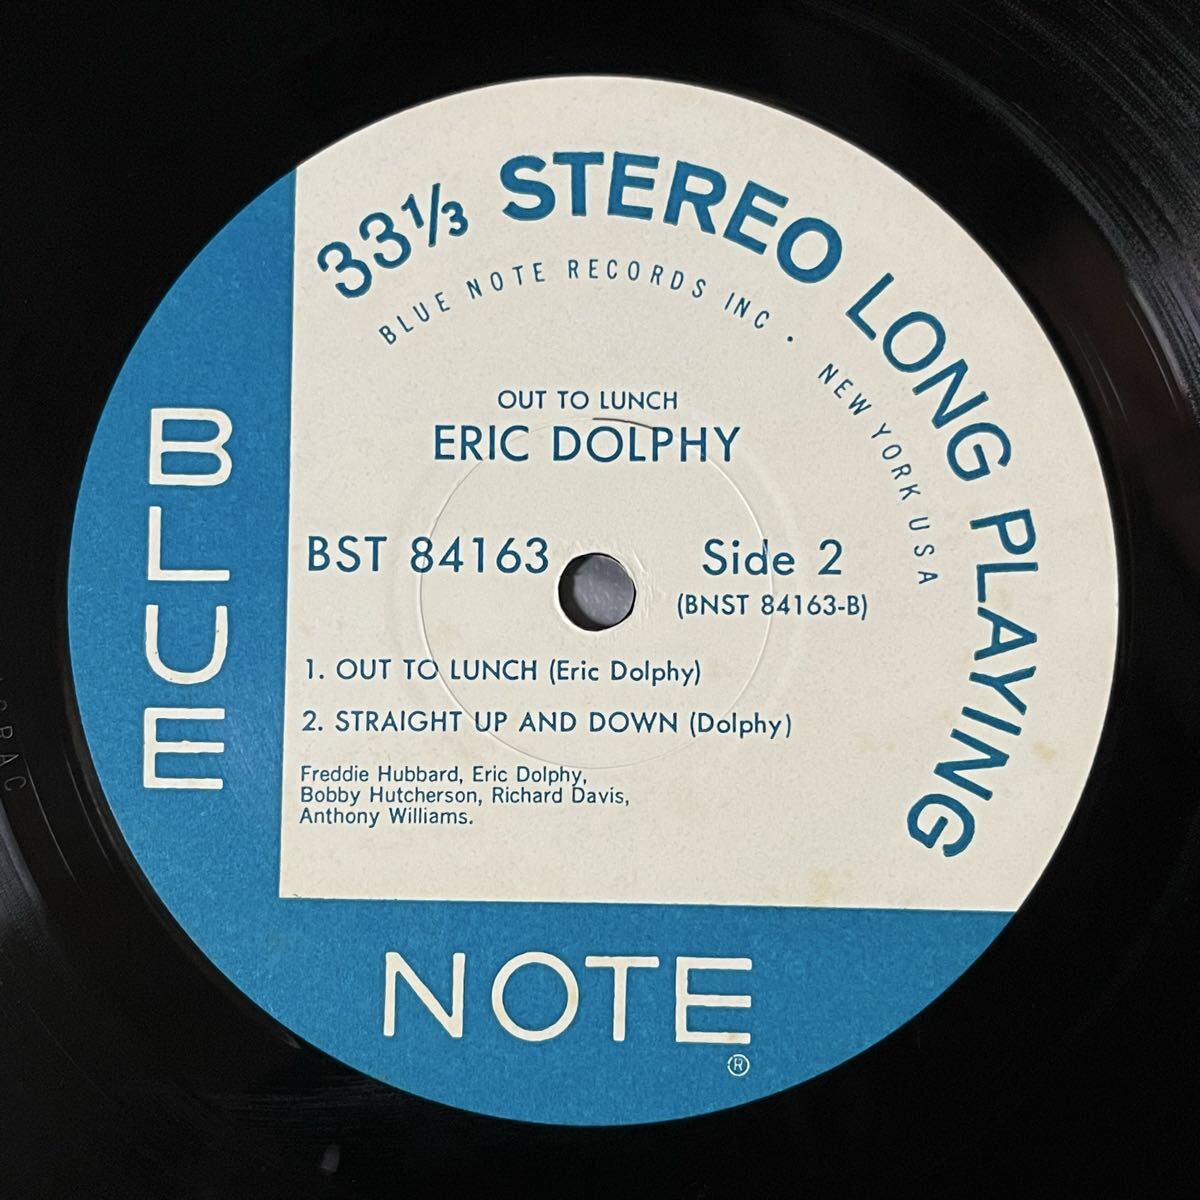 33 1/3 STEREO LONG PLAYING
BLUE NOTE RECORDS INC. NEW YORK USA
OUT TO LUNCH
ERIC DOLPHY
BST 84163
Side 2
(BNST 84163-B)
1. OUT TO LUNCH (Eric Dolphy)
2. STRAIGHT UP AND DOWN (Dolphy)
Freddie Hubbard, Eric Dolphy,
Bobby Hutcherson, Richard Davis,
Anthony Williams.
BLUE
NOTE
®